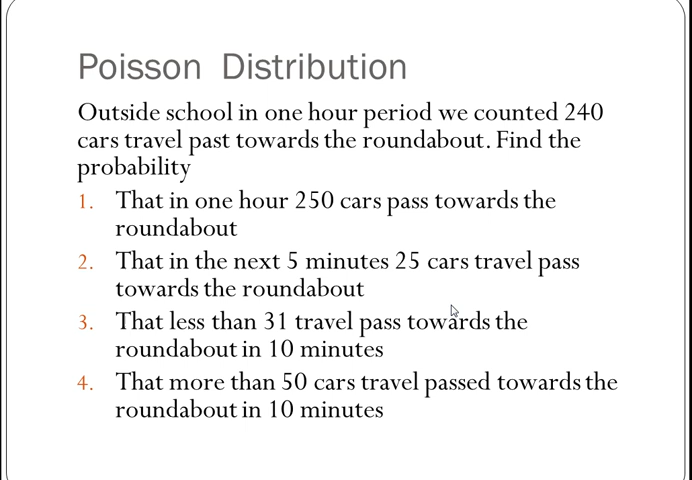 Poisson Distribution
Outside school in one hour period we counted 240
cars travel past towards the roundabout. Find the
probability
1. That in one hour 250 cars pass towards the
roundabout
2. That in the next 5 minutes 25 cars travel pass
towards the roundabout
3. That less than 31 travel pass towards the
roundabout in 10 minutes
4. That more than 50 cars travel passed towards the
roundabout in 10 minutes